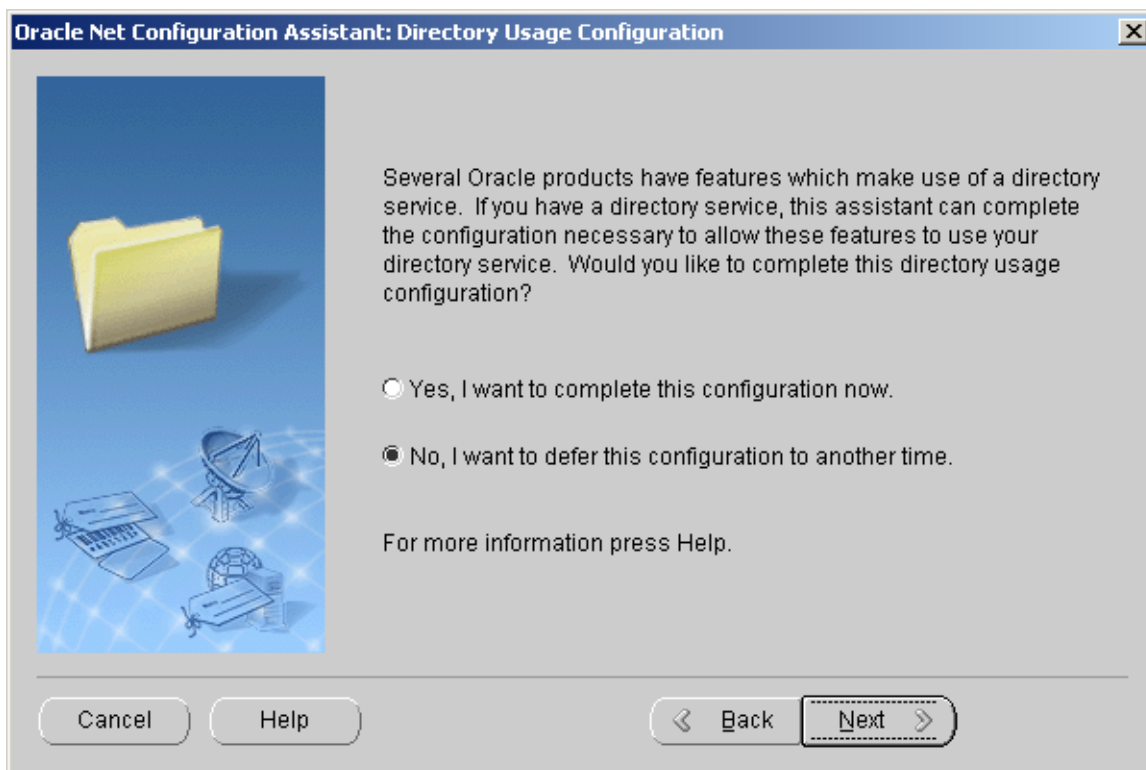 Oracle Net Configuration Assistant: Directory Usage Configuration
Several Oracle products have features which make use of a directory
service. If you have a directory service, this assistant can complete
the configuration necessary to allow these features to use your
directory service. Would you like to complete this directory usage
configuration?
Yes, I want to complete this configuration now.
No, I want to defer this configuration to another time.
For more information press Help.
Cancel
Help
Back
Next